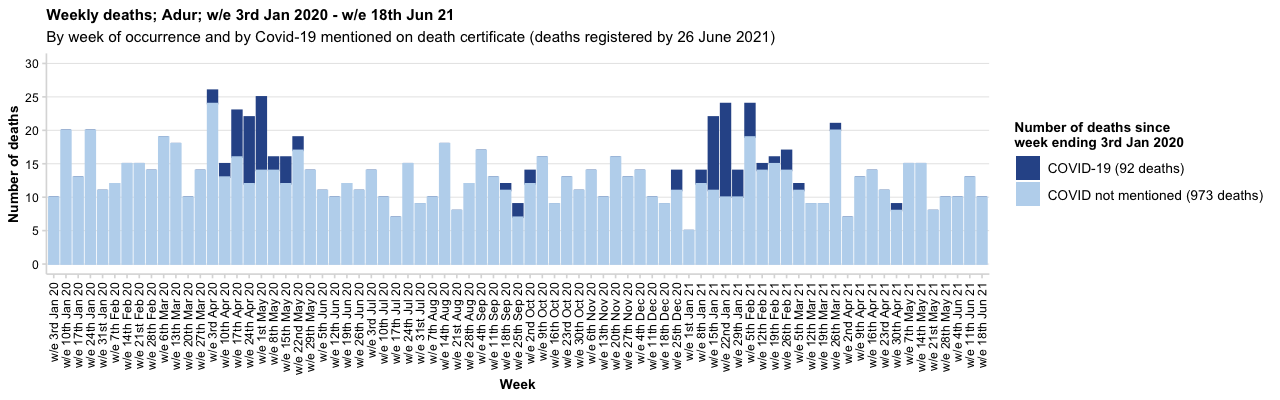 Weekly deaths; Adur; w/e 3rd Jan 2020 - w/e 18th Jun 21
By week of occurrence and by Covid-19 mentioned on death certificate (deaths registered by 26 June 2021)
30
25
20
15
10
5
0
Number of deaths
w/e 3rd Jan 20
w/e 10th Jan 20
w/e 17th Jan 20
w/e 24th Jan 20
w/e 31st Jan 20
w/e 7th Feb 20
w/e 14th Feb 20
w/e 21st Feb 20
w/e 28th Feb 20
w/e 6th Mar 20
w/e 13th Mar 20
w/e 20th Mar 20
w/e 27th Mar 20
w/e 3rd Apr 20
w/e 10th Apr 20
w/e 17th Apr 20
w/e 24th Apr 20
w/e 1st May 20
w/e 8th May 20
w/e 15th May 20
w/e 22nd May 20
w/e 29th May 20
w/e 5th Jun 20
w/e 12th Jun 20
w/e 19th Jun 20
w/e 26th Jun 20
w/e 3rd Jul 20
w/e 10th Jul 20
w/e 17th Jul 20
w/e 24th Jul 20
w/e 31st Jul 20
w/e 7th Aug 20
w/e 14th Aug 20
w/e 21st Aug 20
w/e 28th Aug 20
w/e 4th Sep 20
w/e 11th Sep 20
w/e 18th Sep 20
w/e 25th Sep 20
w/e 2nd Oct 20
w/e 9th Oct 20
w/e 16th Oct 20
w/e 23rd Oct 20
w/e 30th Oct 20
w/e 6th Nov 20
w/e 13th Nov 20
w/e 20th Nov 20
w/e 27th Nov 20
w/e 4th Dec 20
w/e 11th Dec 20
w/e 18th Dec 20
w/e 25th Dec 20
w/e 1st Jan 21
w/e 8th Jan 21
w/e 15th Jan 21
w/e 22nd Jan 21
w/e 29th Jan 21
w/e 5th Feb 21
w/e 12th Feb 21
w/e 19th Feb 21
w/e 26th Feb 21
w/e 5th Mar 21
w/e 12th Mar 21
w/e 19th Mar 21
w/e 26th Mar 21
w/e 2nd Apr 21
w/e 9th Apr 21
w/e 16th Apr 21
w/e 23rd Apr 21
w/e 30th Apr 21
w/e 7th May 21
w/e 14th May 21
w/e 21st May 21
w/e 28th May 21
w/e 4th Jun 21
w/e 11th Jun 21
w/e 18th Jun 21
Week
Number of deaths since
week ending 3rd Jan 2020
COVID-19 (92 deaths)
COVID not mentioned (973 deaths)